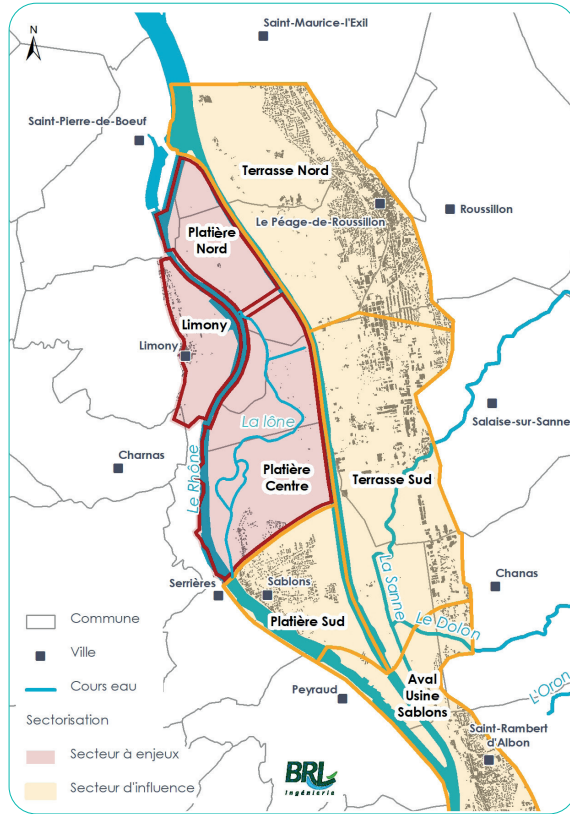 N
Saint-Maurice-l'Exil
Saint-Pierre-de-Boeuf
Terrasse Nord
Le Péage-de-Roussillon
Roussillon
Platière
Nord
Limony
Limony
La lône
Salaise-sur-Sanne
Charnas
Le Rhône
Platière
Centre
Terrasse Sud
La Sanne
Serrières
Sablons
Chanas
Platière Sud
Le Dolon
Peyraud
Aval
Usine
Sablons
L'Oron
Saint-Rambert
d'Albon
Commune
Ville
Cours eau
Sectorisation
Secteur à enjeux
Secteur d'influence
BRL
Ingénierie